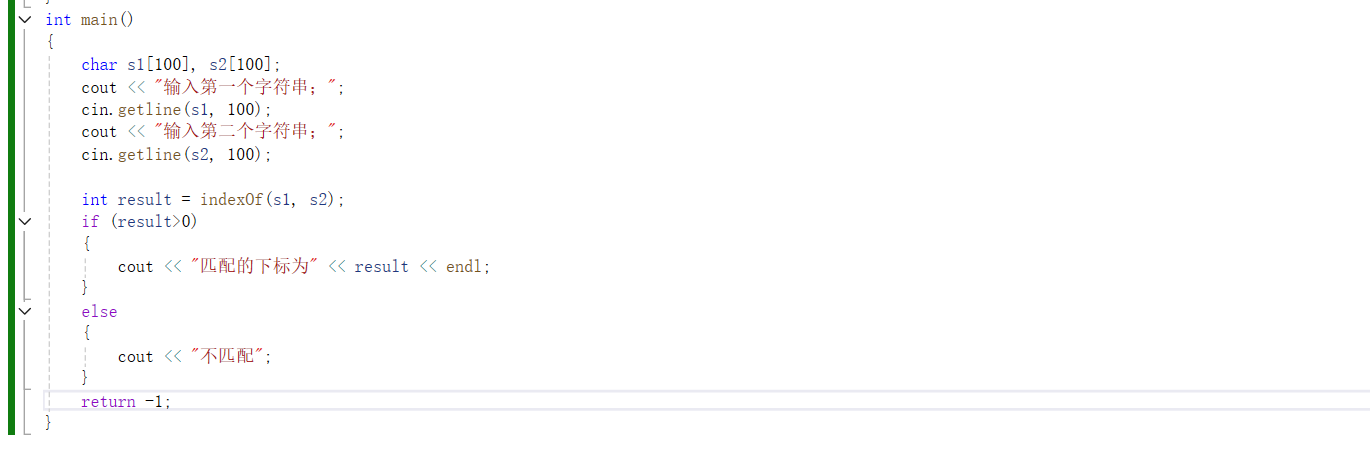 int main()
{
    char s1[100], s2[100];
    cout << "输入第一个字符串；";
    cin.getline(s1, 100);
    cout << "输入第二个字符串；";
    cin.getline(s2, 100);

    int result = indexOf(s1, s2);
    if (result>0)
    {
        cout << "匹配的下标为" << result << endl;
    }
    else
    {
        cout << "不匹配";
    }
    return -1;
}